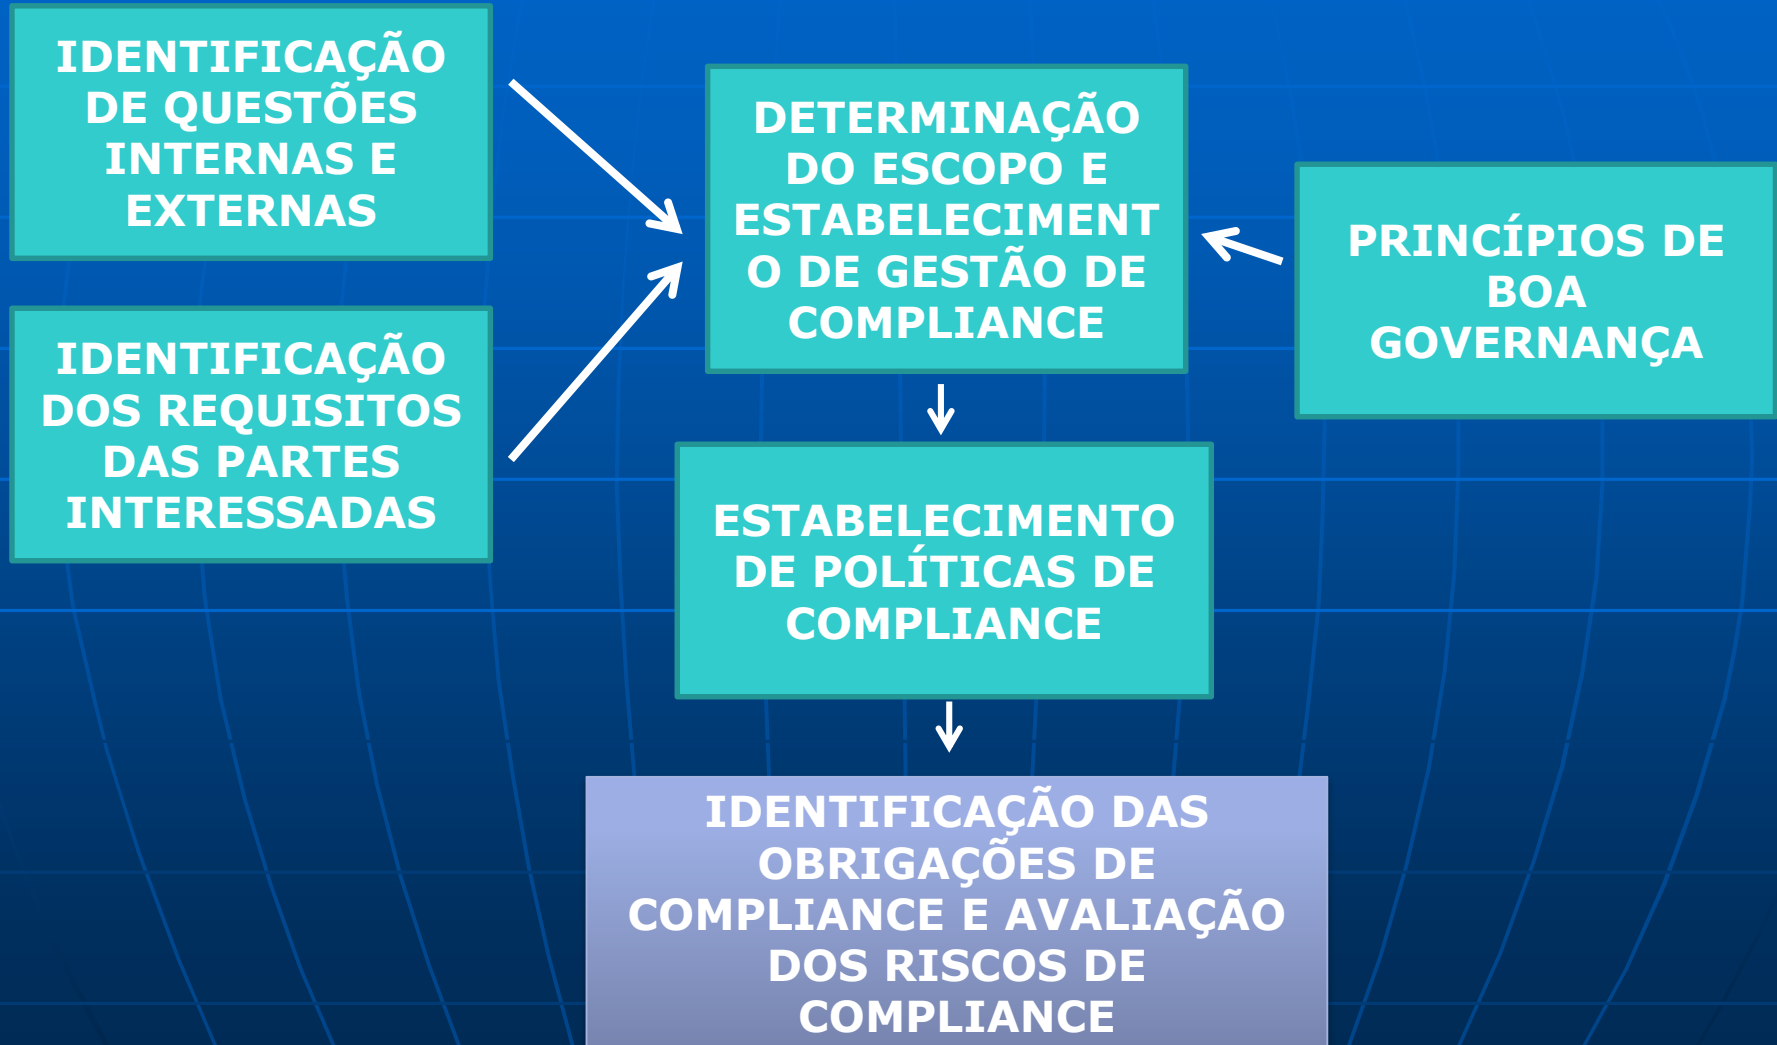 IDENTIFICAÇÃO
DE QUESTÕES
INTERNAS E
EXTERNAS
IDENTIFICAÇÃO
DOS REQUISITOS
DAS PARTES
INTERESSADAS
DETERMINAÇÃO
DO ESCOPO E
ESTABELECIMENT
O DE GESTÃO DE
COMPLIANCE
PRINCÍPIOS DE
BOA
GOVERNANÇA
ESTABELECIMENTO
DE POLÍTICAS DE
COMPLIANCE
IDENTIFICAÇÃO DAS
OBRIGAÇÕES DE
COMPLIANCE E AVALIAÇÃO
DOS RISCOS DE
COMPLIANCE